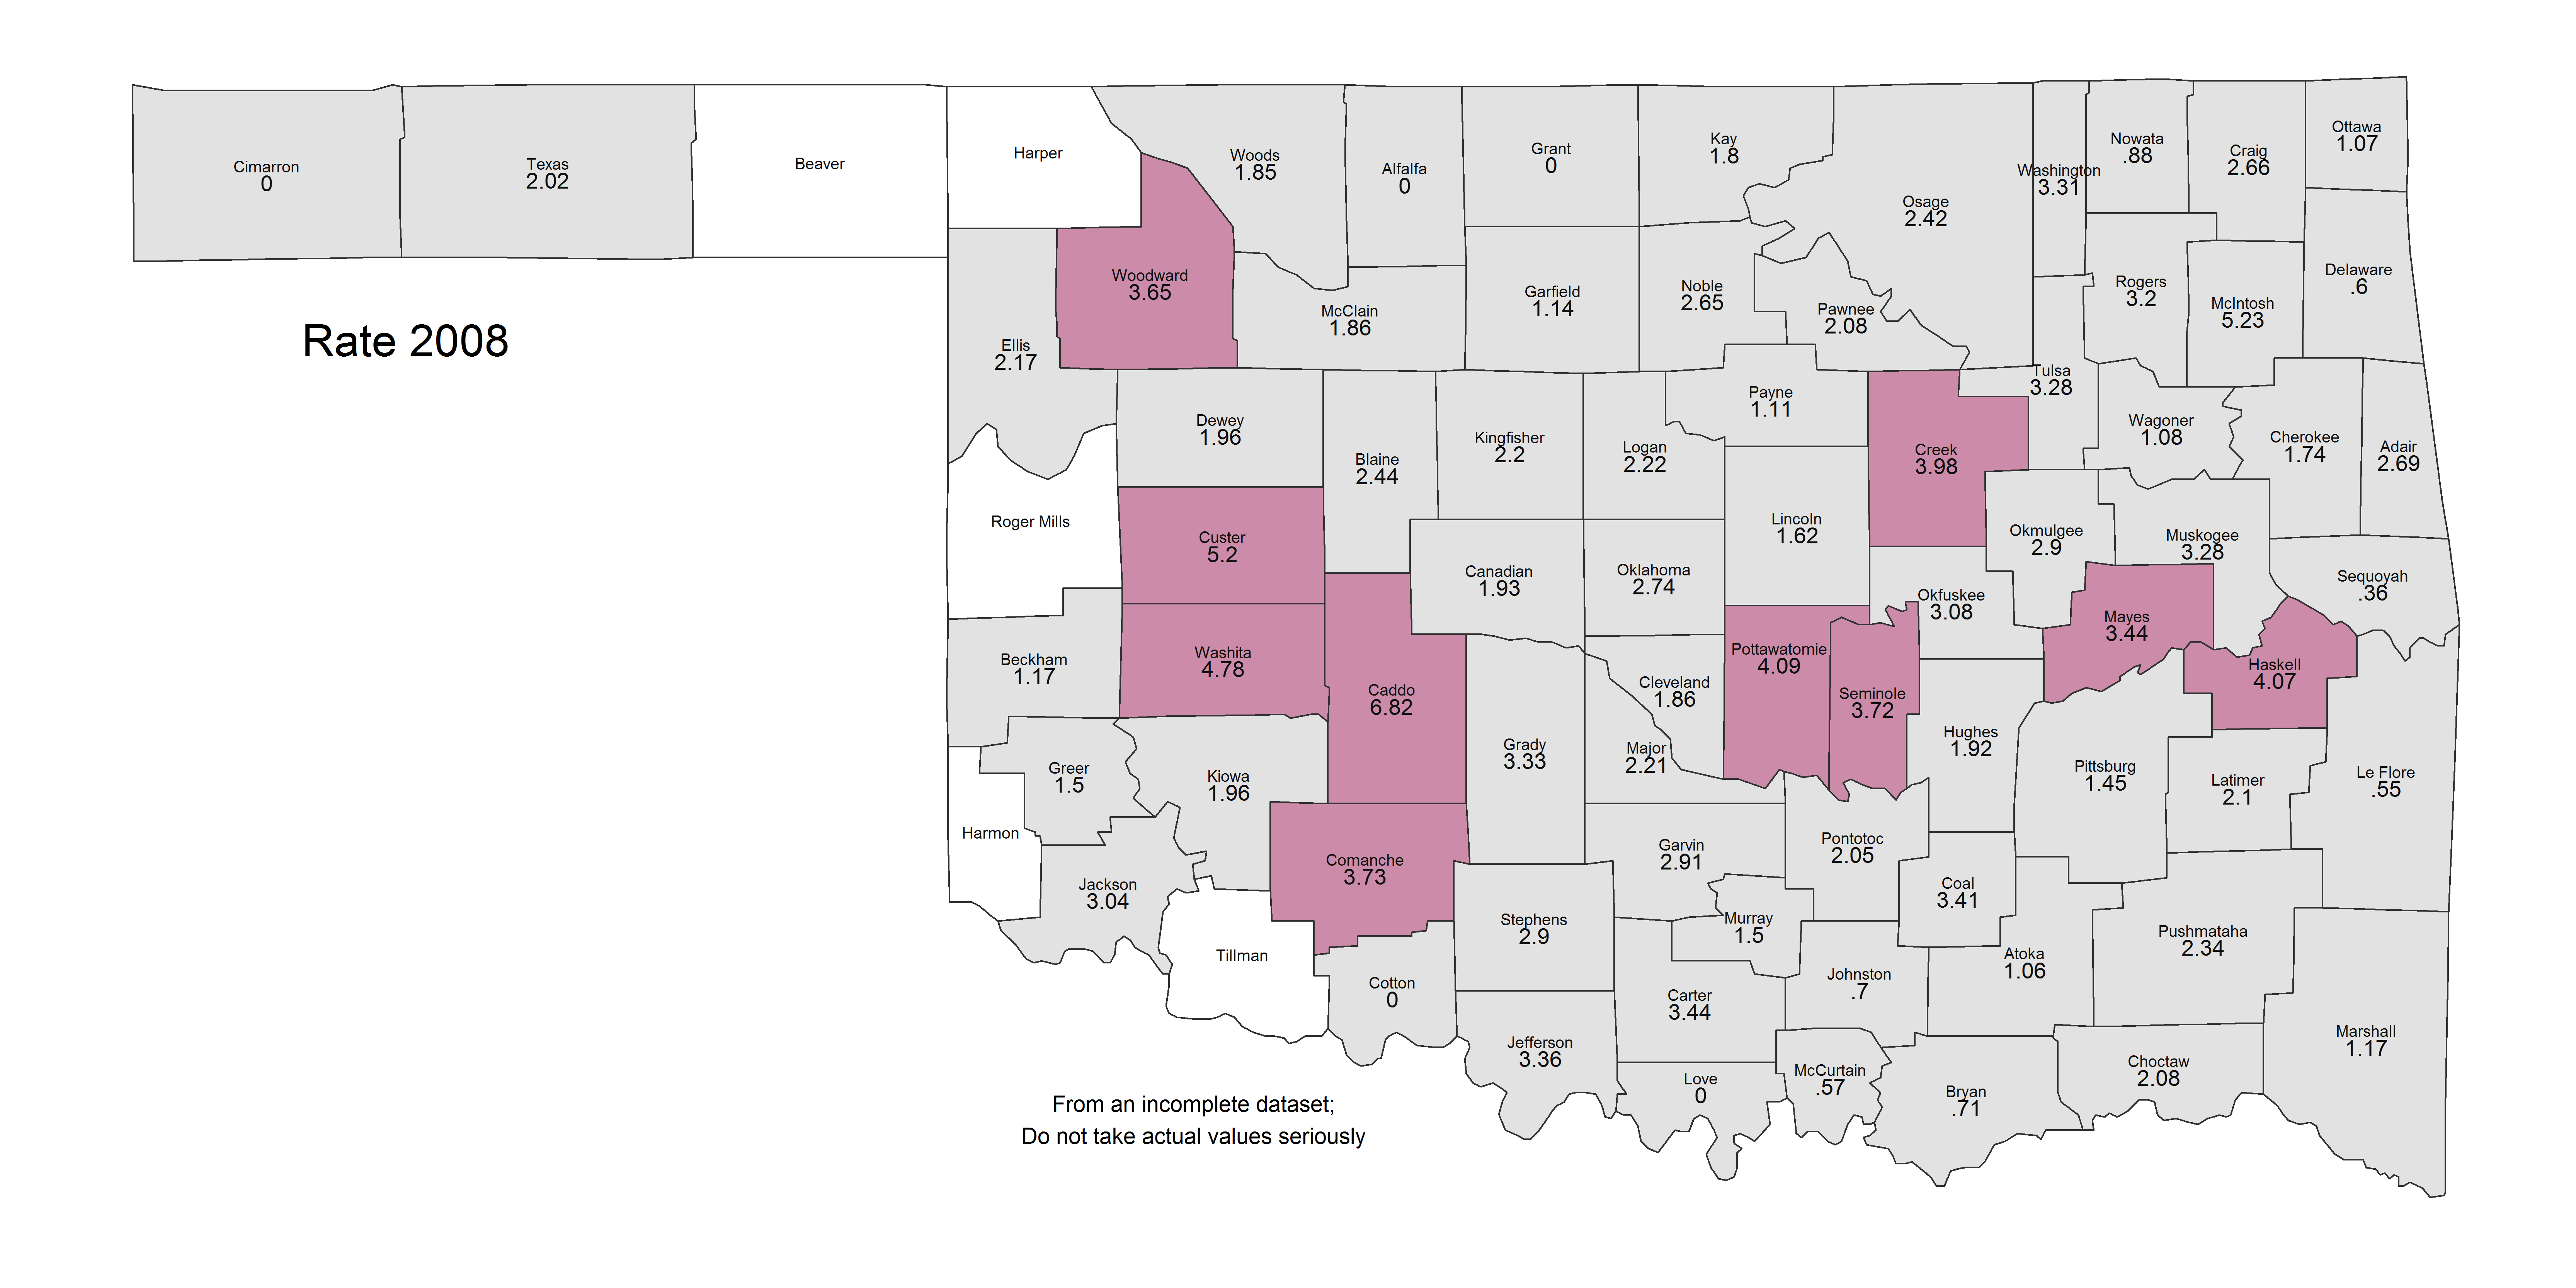 Cimarron
0
Texas
2.02
Beaver
Harper
Woods
1.85
Alfalfa
0
Grant
0
Kay
1.8
Osage
2.42
Washington
3.31
Nowata
.88
Craig
2.66
Ottawa
1.07
Woodward
3.65
McClain
1.86
Garfield
1.14
Noble
2.65
Pawnee
2.08
Rogers
3.2
McIntosh
5.23
Delaware
.6
Rate 2008
Ellis
2.17
Dewey
1.96
Blaine
2.44
Kingfisher
2.2
Logan
2.22
Payne
1.11
Creek
3.98
Tulsa
3.28
Wagoner
1.08
Cherokee
1.74
Adair
2.69
Roger Mills
Custer
5.2
Canadian
1.93
Oklahoma
2.74
Lincoln
1.62
Okmulgee
2.9
Muskogee
3.28
Sequoyah
.36
Okfuskee
3.08
Mayes
3.44
Haskell
4.07
Beckham
1.17
Washita
4.78
Caddo
6.82
Cleveland
1.86
Pottawatomie
4.09
Seminole
3.72
Hughes
1.92
Greer
1.5
Kiowa
1.96
Grady
3.33
Major
2.21
Pittsburg
1.45
Latimer
2.1
Le Flore
.55
Harmon
Jackson
3.04
Comanche
3.73
Garvin
2.91
Pontotoc
2.05
Coal
3.41
Tillman
Stephens
2.9
Murray
1.5
Johnston
.7
Atoka
1.06
Pushmataha
2.34
Cotton
0
Carter
3.44
Jefferson
3.36
Love
0
McCurtain
.57
Bryan
.71
Choctaw
2.08
Marshall
1.17
From an incomplete dataset;
Do not take actual values seriously